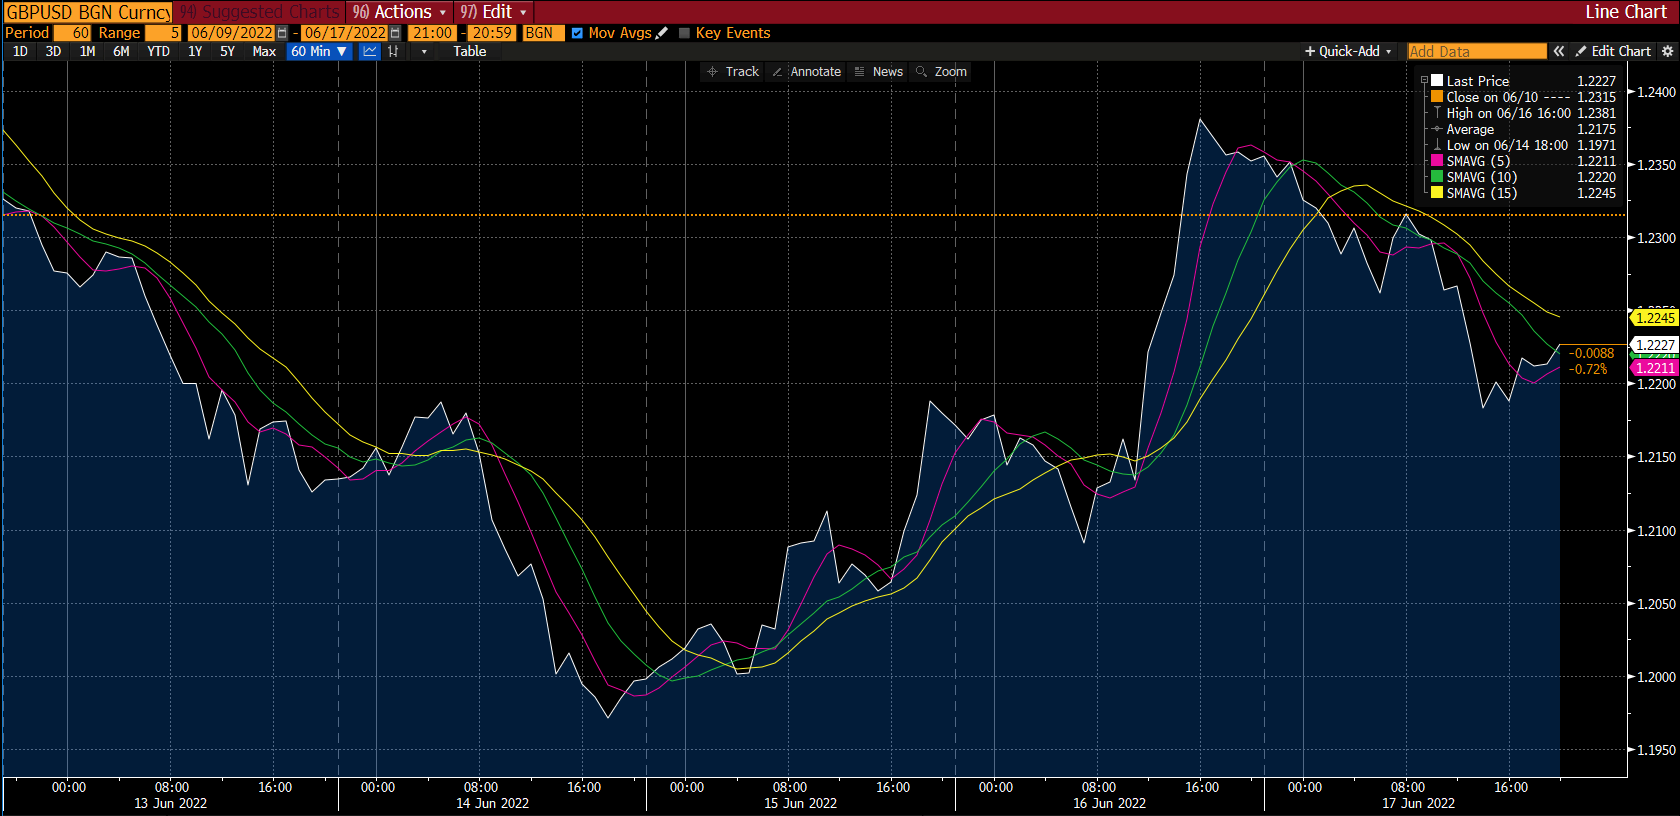 GBPUSD BGN Curncy 94) Suggested Charts 96) Actions 97) Edit Line Chart
Period 60 Range 5 06/09/2022 - 06/17/2022 21:00 - 20:59 BGN Mov Avgs Key Events
1D 3D 1M 6M YTD 1Y 5Y Max 60 Min ▼ Table + Quick-Add Add Data « Edit Chart
Track Annotate News Zoom
Last Price 1.2227
Close on 06/10 ---- 1.2315
High on 06/16 16:00 1.2381
Average 1.2175
Low on 06/14 18:00 1.1971
SMAVG (5) 1.2211
SMAVG (10) 1.2220
SMAVG (15) 1.2245
1.2400
1.2350
1.2300
1.2245
1.2227
-0.0088
-0.72%
1.2211
1.2200
1.2150
1.2100
1.2050
1.2000
1.1950
00:00 08:00 16:00 00:00 08:00 16:00 00:00 08:00 16:00 00:00 08:00 16:00 00:00 08:00 16:00
13 Jun 2022 14 Jun 2022 15 Jun 2022 16 Jun 2022 17 Jun 2022